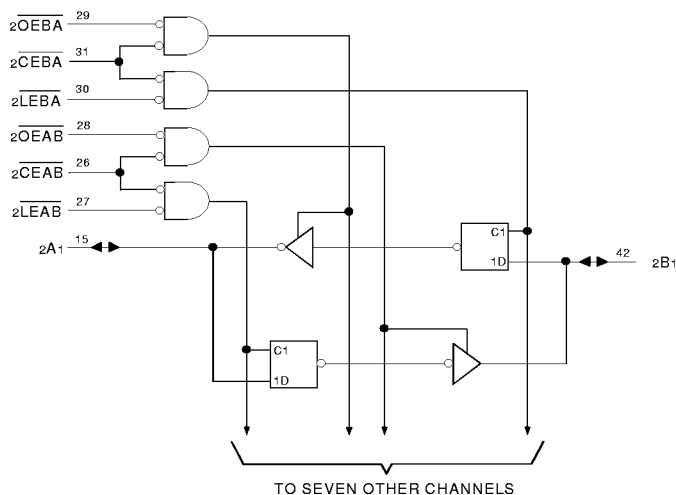 2OEBA 29
2CEBA 31
2LEBA 30
2OEAB 28
2CEAB 26
2LEAB 27
2A1 15
C1
1D
42 2B1
C1
1D
TO SEVEN OTHER CHANNELS